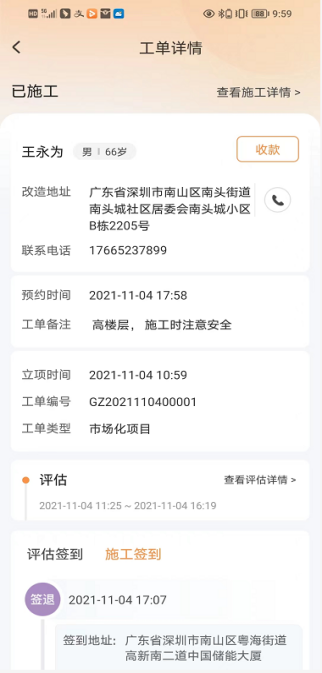 9:59
工单详情
已施工
查看施工详情 >
王永为 男 66岁 收款
改造地址 广东省深圳市南山区南头街道
南头城社区居委会南头城小区
B栋2205号
联系电话 17665237899
预约时间 2021-11-04 17:58
工单备注 高楼层，施工时注意安全
立项时间 2021-11-04 10:59
工单编号 GZ2021110400001
工单类型 市场化项目
评估 查看评估详情 >
2021-11-04 11:25 ~ 2021-11-04 16:19
评估签到 施工签到
签退 2021-11-04 17:07
签到地址: 广东省深圳市南山区粤海街道
高新南二道中国储能大厦